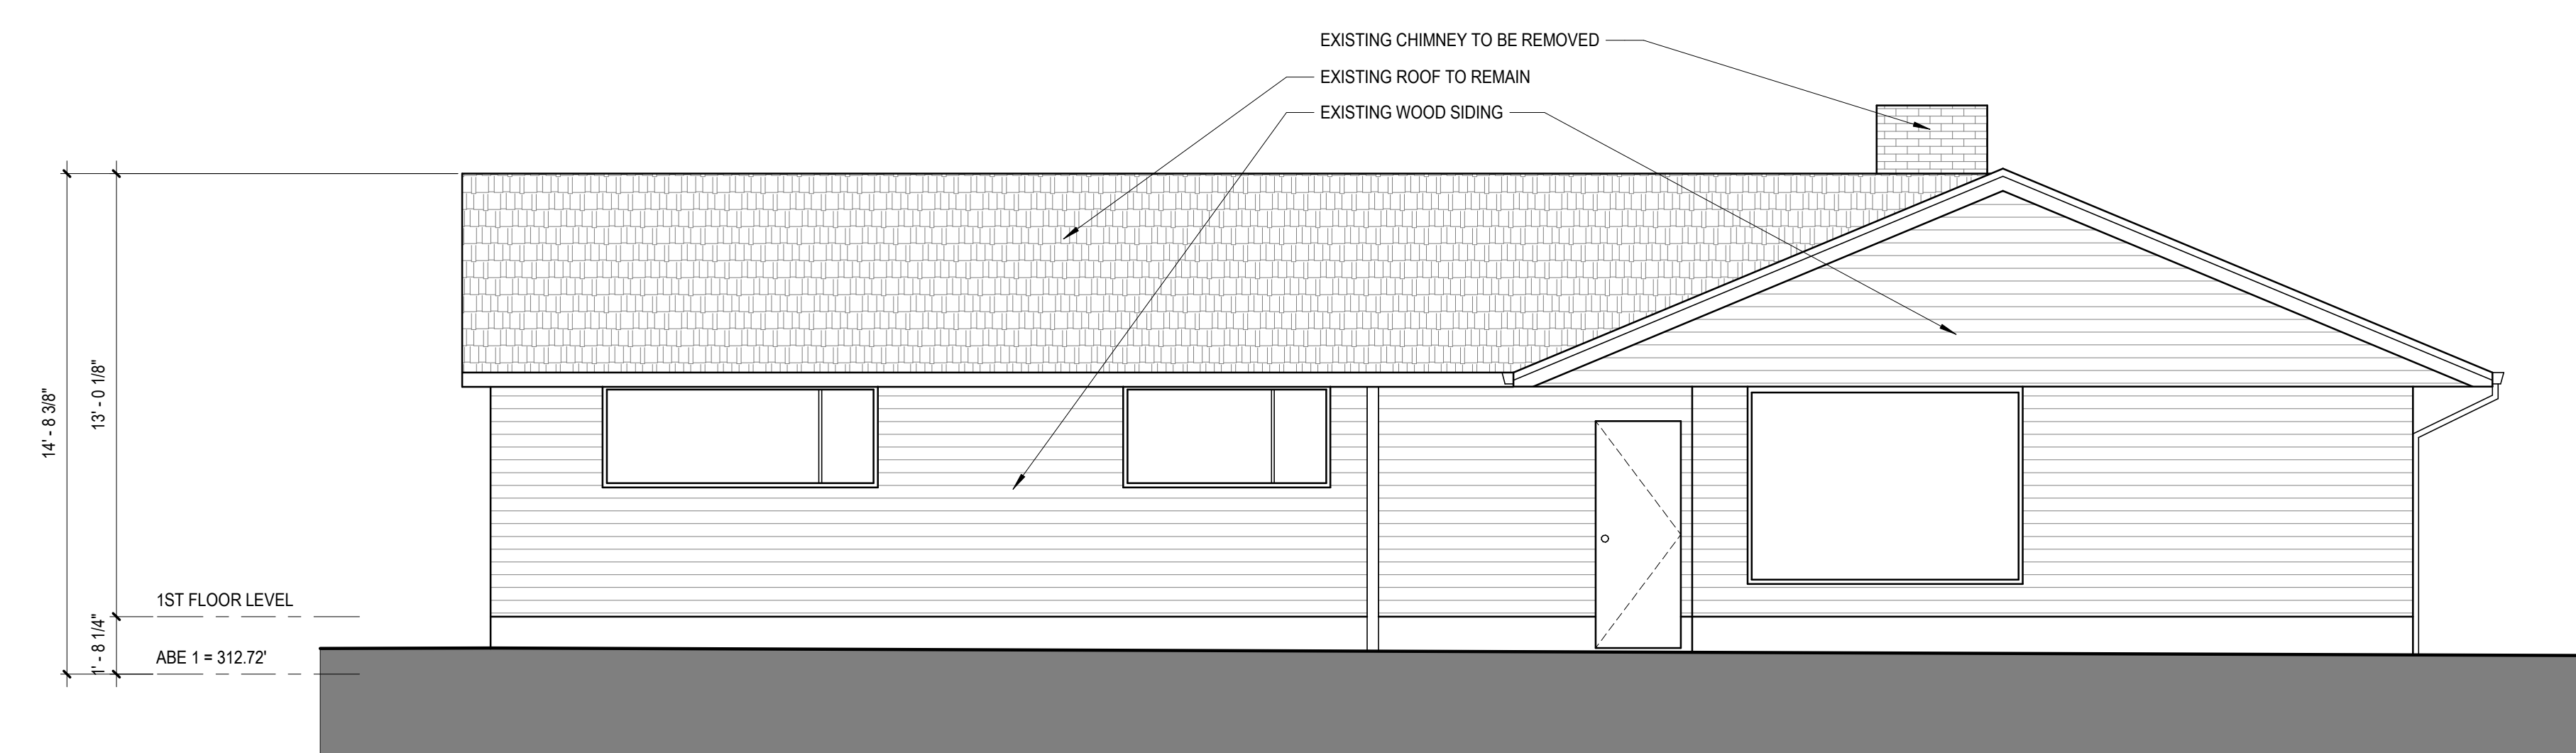 EXISTING CHIMNEY TO BE REMOVED
EXISTING ROOF TO REMAIN
EXISTING WOOD SIDING
14' - 8 3/8"
13' - 0 1/8"
1' - 8 1/4"
1ST FLOOR LEVEL
ABE 1 = 312.72'